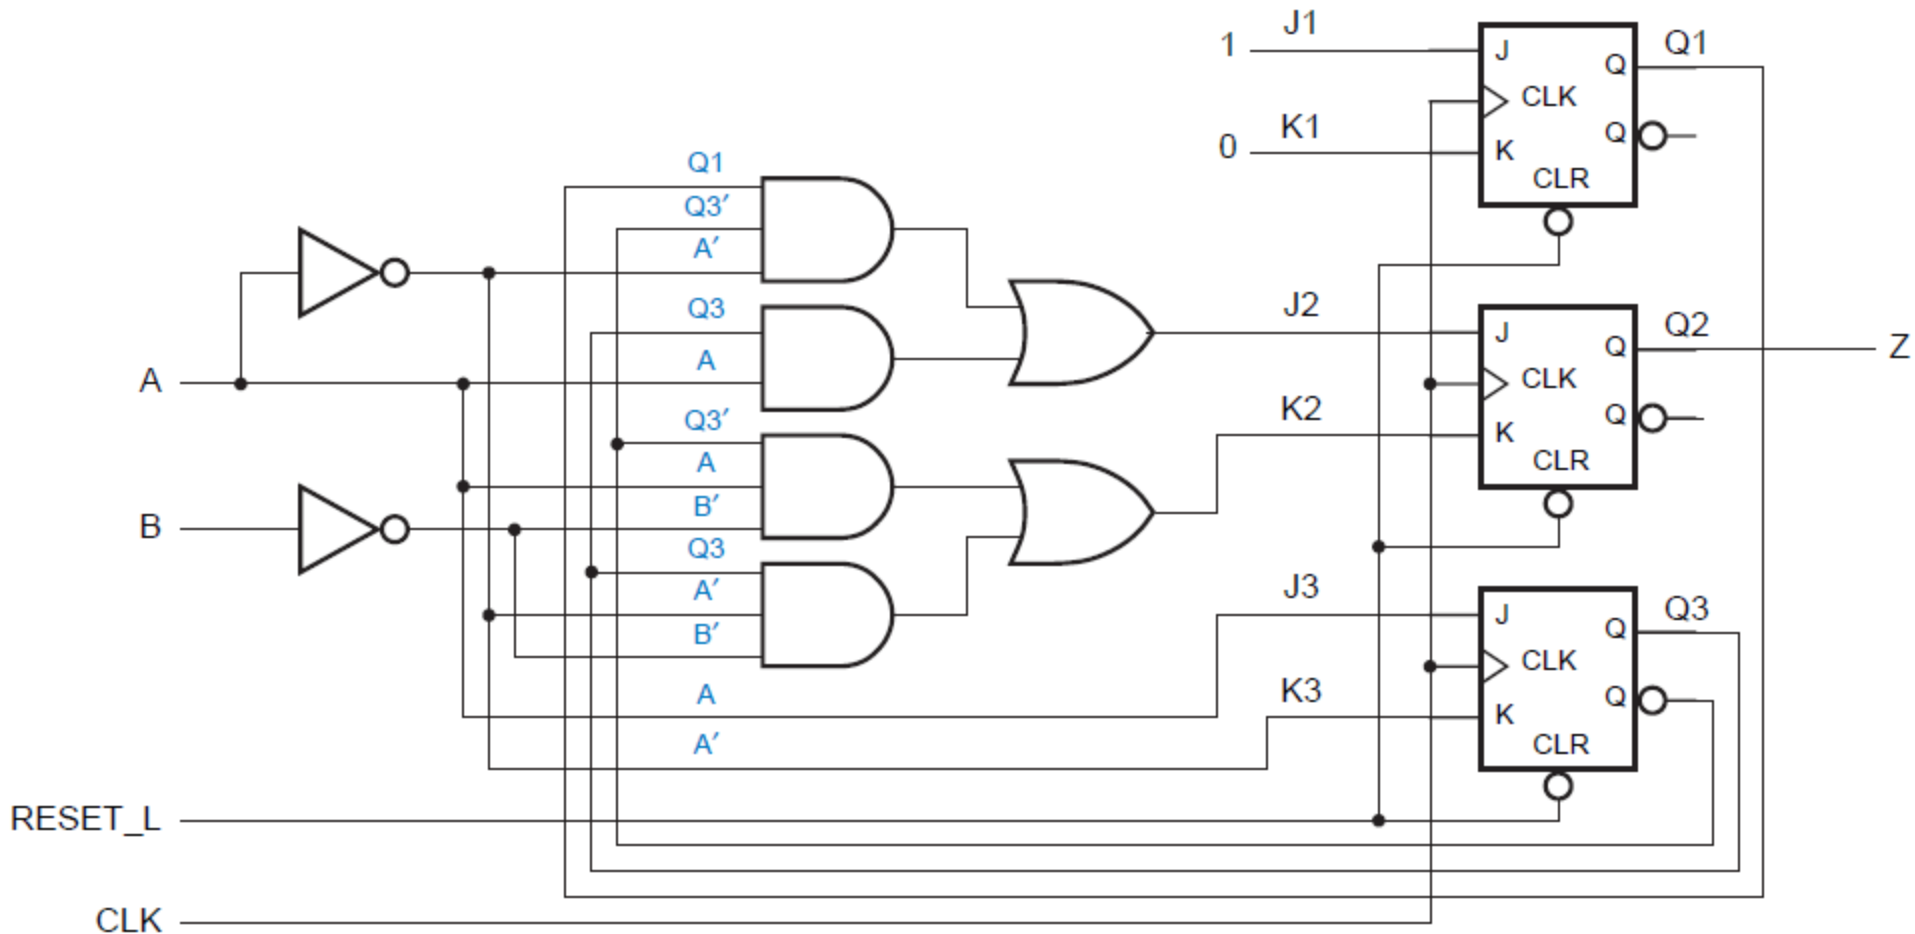 J1
1
K1
0
J
Q
Q1
CLK
Q
K
CLR
Q1
Q3′
A′
Q3
A
Q3′
A
B′
Q3
A′
B′
A
A′
A
B
J2
K2
J
Q
Q2
Z
CLK
Q
K
CLR
J3
K3
J
Q
Q3
CLK
Q
K
CLR
RESET_L
CLK